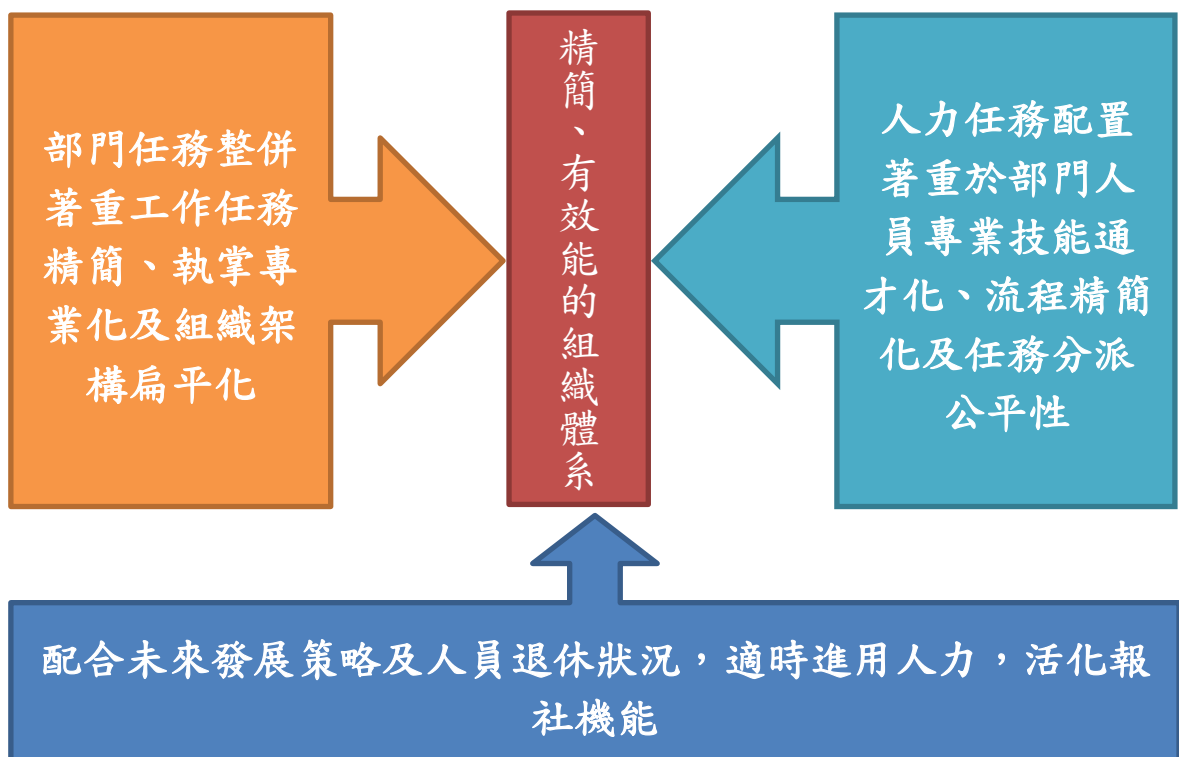 部門任務整併
著重工作任務
精簡、執掌專
業化及組織架
構扁平化
精簡、有效能的組織體系
人力任務配置
著重於部門人
員專業技能通
才化、流程精簡
化及任務分派
公平性
配合未來發展策略及人員退休狀況，適時進用人力，活化報
社機能